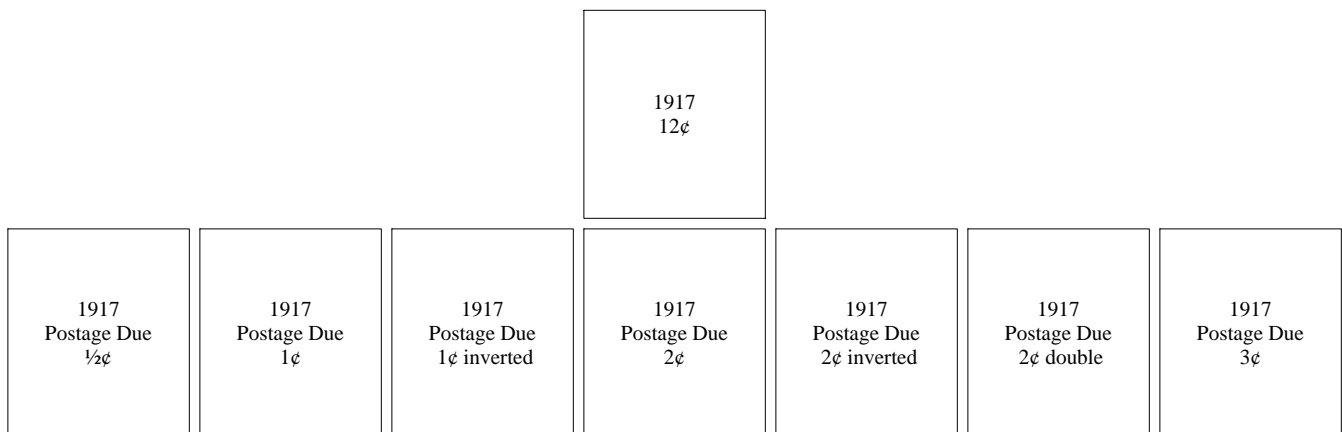 1917
12¢
1917
Postage Due
½¢
1917
Postage Due
1¢
1917
Postage Due
1¢ inverted
1917
Postage Due
2¢
1917
Postage Due
2¢ inverted
1917
Postage Due
2¢ double
1917
Postage Due
3¢